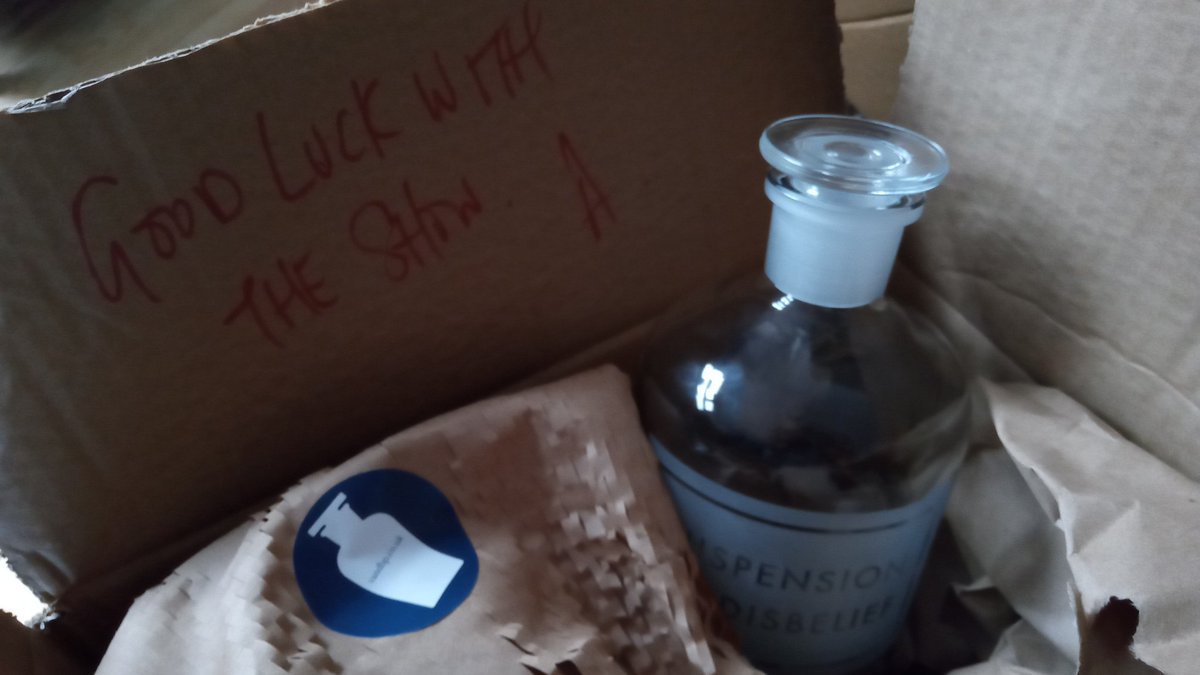 GOOD LUCK WITH
THE SHOW. A
SPENSION
DISBELIEF